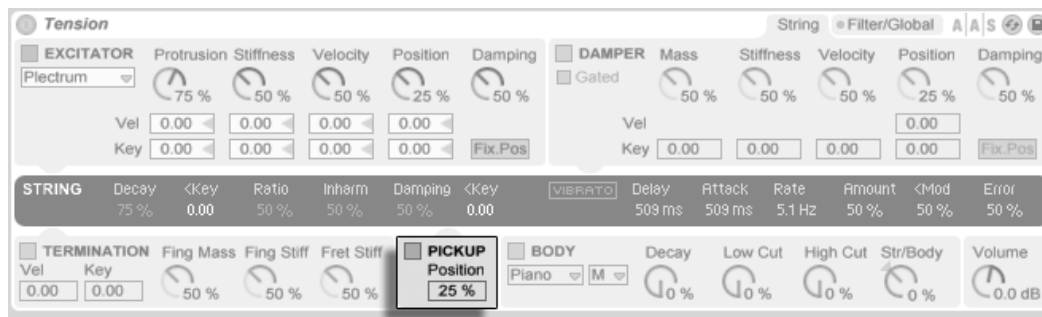 Tension String Filter/Global A|A|S
EXCITATOR Protrusion Stiffness Velocity Position Damping
Plectrum 75 % 50 % 50 % 25 % 50 %
Vel 0.00 0.00 0.00 0.00
Key 0.00 0.00 0.00 0.00 Fix.Pos
DAMPER Mass Stiffness Velocity Position Damping
Gated 50 % 50 % 50 % 25 % 50 %
Vel 0.00
Key 0.00 0.00 0.00 0.00 Fix.Pos
STRING Decay <Key Ratio Inharm Damping <Key VIBRATO Delay Attack Rate Amount <Mod Error
75 % 0.00 50 % 50 % 50 % 0.00 509 ms 509 ms 5.1 Hz 50 % 50 % 50 %
TERMINATION Fing Mass Fing Stiff Fret Stiff
Vel Key
0.00 0.00 50 % 50 % 50 %
PICKUP
Position
25 %
BODY Decay Low Cut High Cut Str/Body Volume
Piano M 0 % 0 % 0 % 0 % 0.0 dB